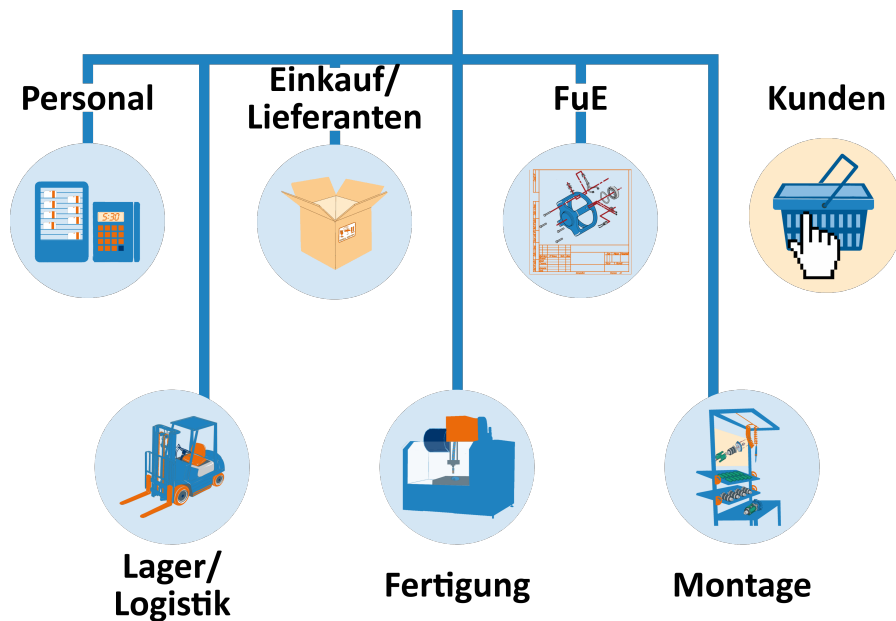 Personal
Einkauf/
Lieferanten
FuE
Kunden
5:30
Lager/
Logistik
Fertigung
Montage